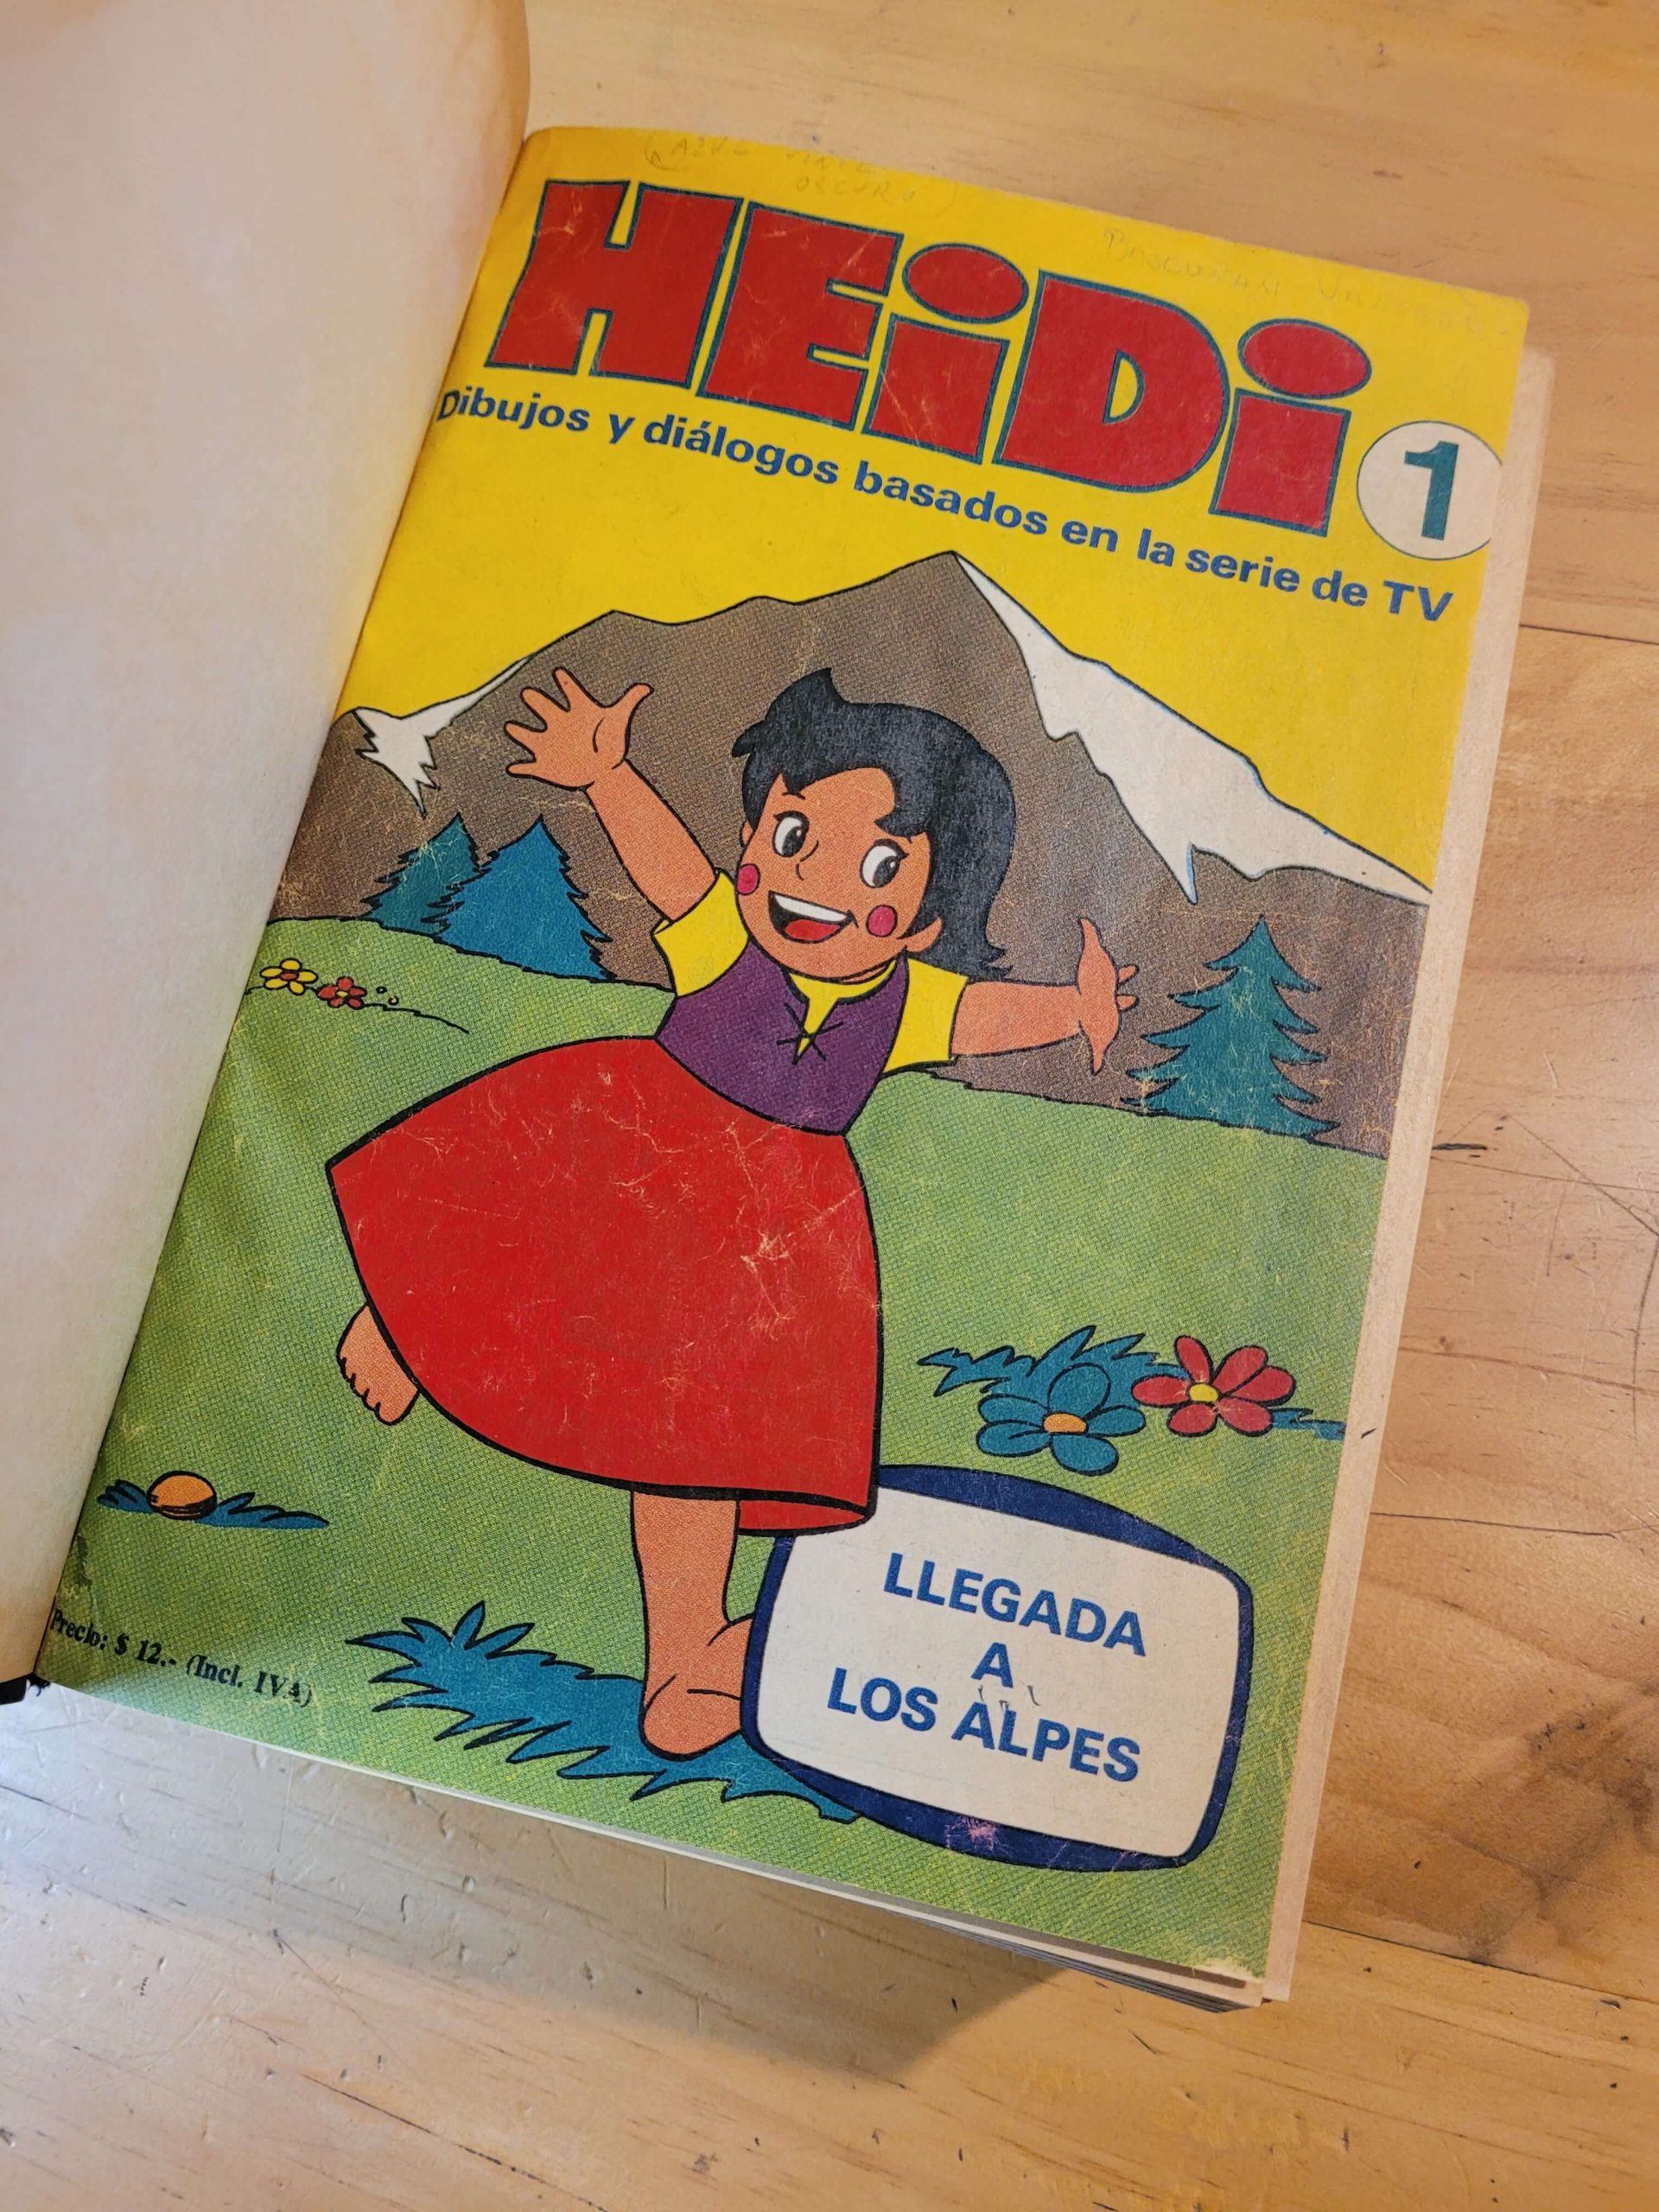 OSCURO
HEiDi 1
Dibujos y diálogos basados en la serie de TV
LLEGADA
A
LOS ALPES
Precio: $ 12.- (Incl. IVA)